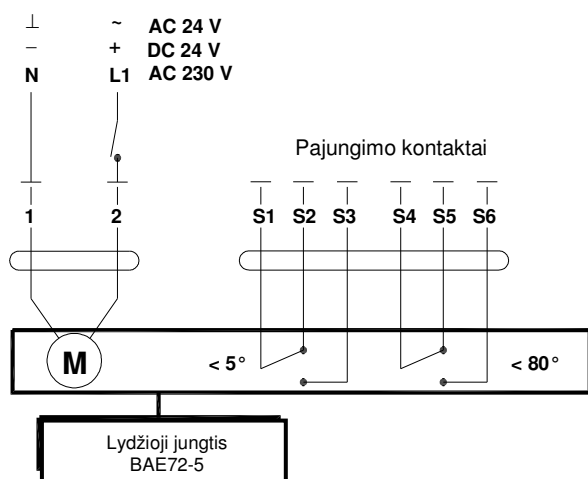 ⊥ ~ AC 24 V
− + DC 24 V
N L1 AC 230 V
Pajungimo kontaktai
1 2 S1 S2 S3 S4 S5 S6
M < 5° < 80°
Lydžioji jungtis
BAE72-5